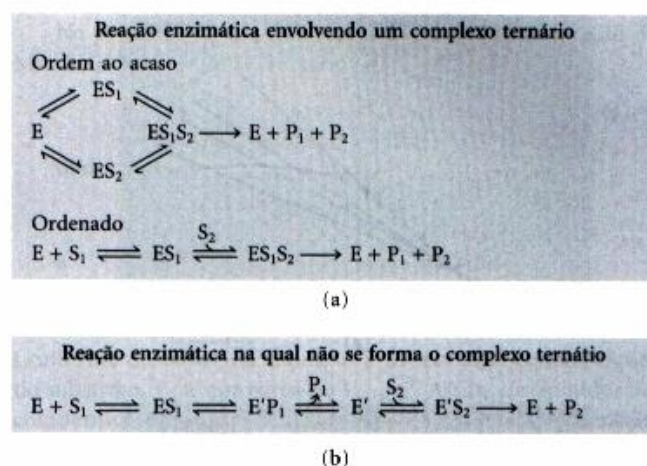 Reação enzimática envolvendo um complexo ternário
Ordem ao acaso
ES₁
E ES₁S₂ ⟶ E + P₁ + P₂
ES₂
Ordenado
S₂
E + S₁ ⇌ ES₁ ⇌ ES₁S₂ ⟶ E + P₁ + P₂
(a)
Reação enzimática na qual não se forma o complexo ternátio
P₁ S₂
E + S₁ ⇌ ES₁ ⇌ E'P₁ ⇌ E' ⇌ E'S₂ ⟶ E + P₂
(b)